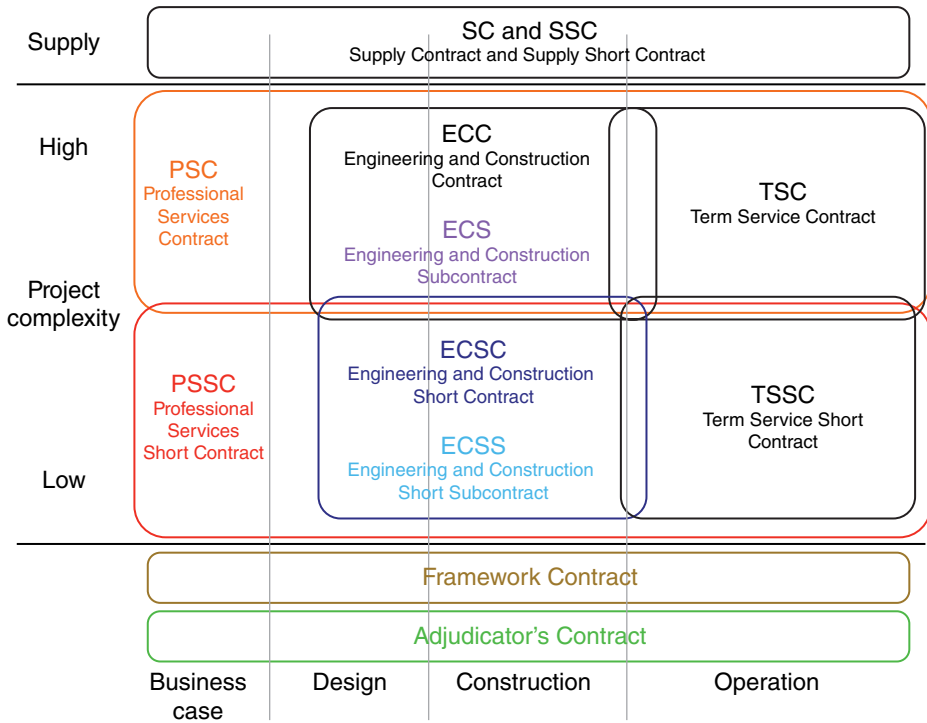 Supply
SC and SSC
Supply Contract and Supply Short Contract
High
PSC
Professional
Services
Contract
ECC
Engineering and Construction
Contract
ECS
Engineering and Construction
Subcontract
TSC
Term Service Contract
Project
complexity
PSSC
Professional
Services
Short Contract
ECSC
Engineering and Construction
Short Contract
ECSS
Engineering and Construction
Short Subcontract
TSSC
Term Service Short
Contract
Low
Framework Contract
Adjudicator's Contract
Business
case
Design
Construction
Operation